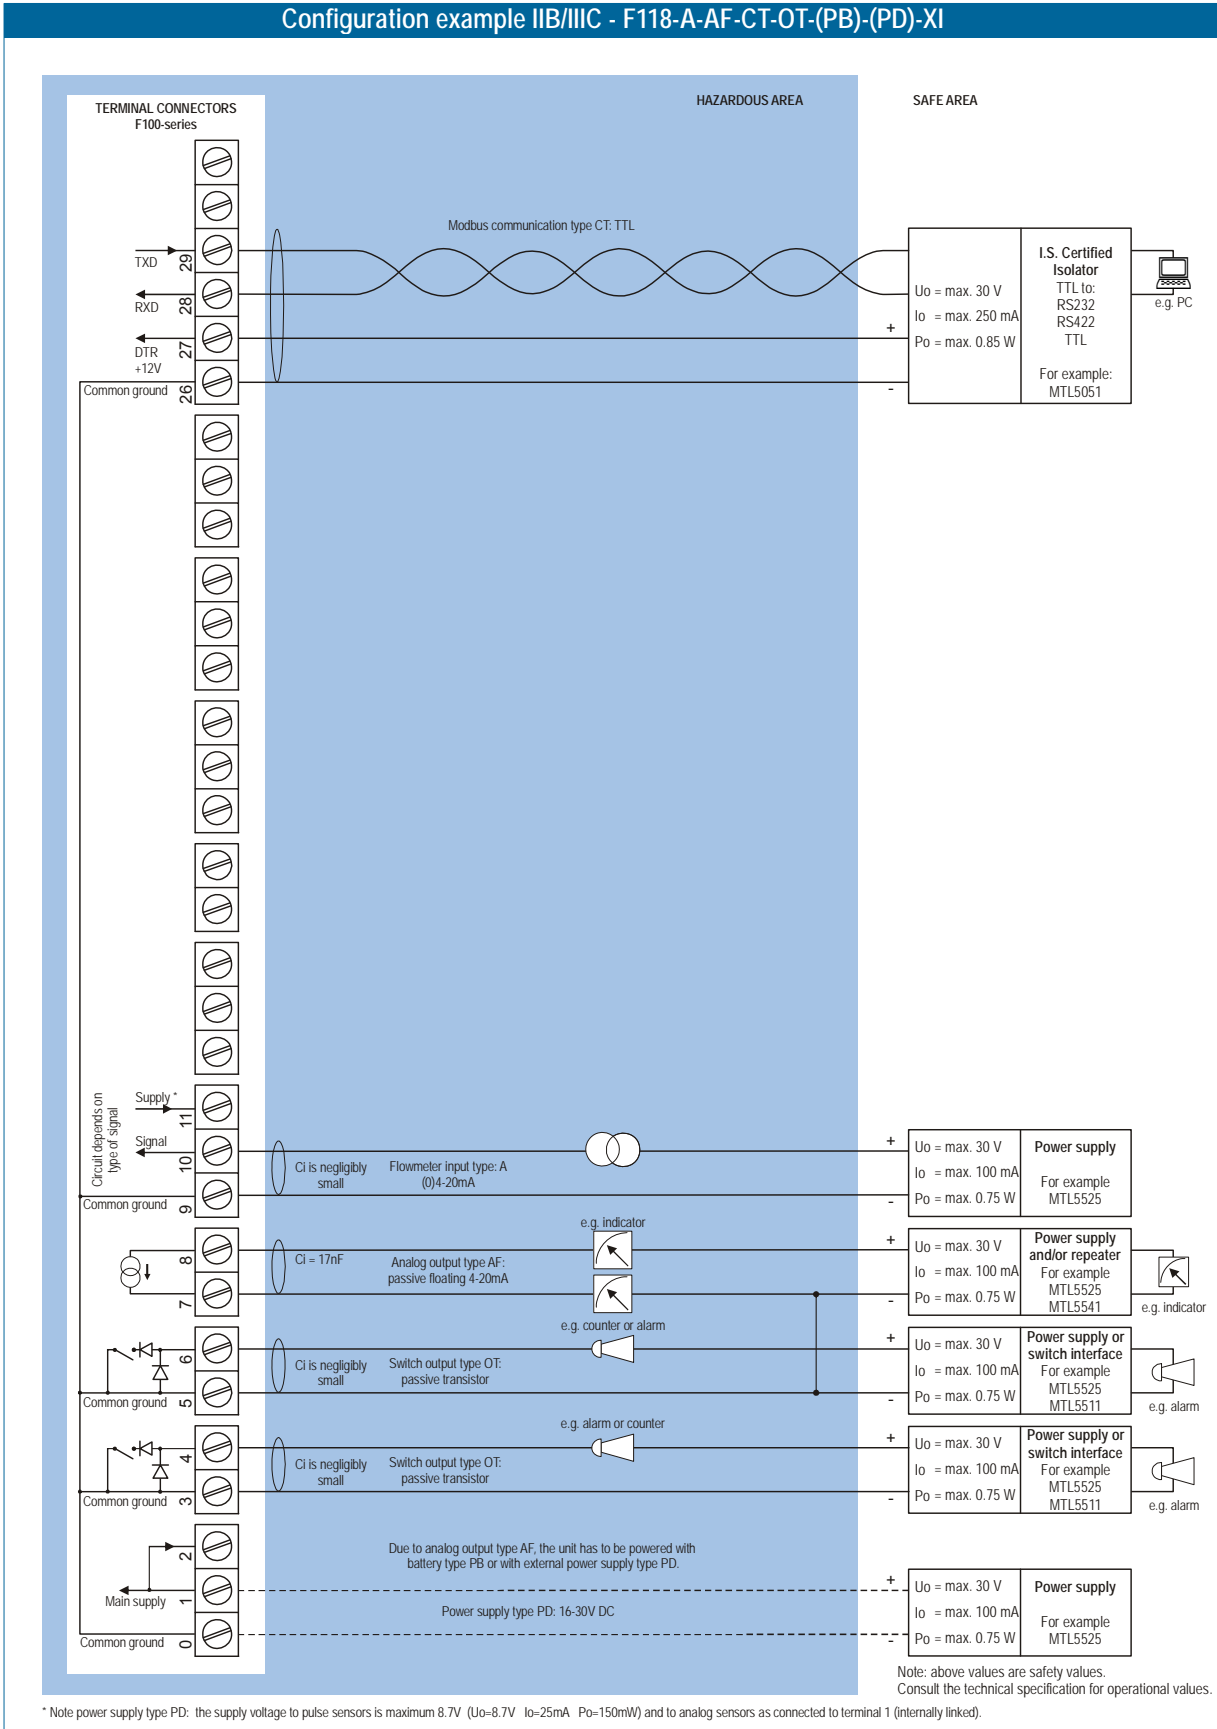 Configuration example IIB/IIIC - F118-A-AF-CT-OT-(PB)-(PD)-XI
TERMINAL CONNECTORS
F100-series
HAZARDOUS AREA
SAFE AREA
Modbus communication type CT: TTL
TXD
29
RXD
28
DTR
+12V
27
Common ground
26
+
-
Uo = max. 30 V
Io = max. 250 mA
Po = max. 0.85 W
I.S. Certified
Isolator
TTL to:
RS232
RS422
TTL
For example:
MTL5051
e.g. PC
Circuit depends on
type of signal
Supply *
11
Signal
10
Common ground
9
Ci is negligibly
small
Flowmeter input type: A
(0)4-20mA
+
-
Uo = max. 30 V
Io = max. 100 mA
Po = max. 0.75 W
Power supply
For example
MTL5525
8
7
Ci = 17nF
Analog output type AF:
passive floating 4-20mA
e.g. indicator
+
-
Uo = max. 30 V
Io = max. 100 mA
Po = max. 0.75 W
Power supply
and/or repeater
For example
MTL5525
MTL5541
e.g. indicator
6
Common ground
5
Ci is negligibly
small
Switch output type OT:
passive transistor
e.g. counter or alarm
+
-
Uo = max. 30 V
Io = max. 100 mA
Po = max. 0.75 W
Power supply or
switch interface
For example
MTL5525
MTL5511
e.g. alarm
4
Common ground
3
Ci is negligibly
small
Switch output type OT:
passive transistor
e.g. alarm or counter
+
-
Uo = max. 30 V
Io = max. 100 mA
Po = max. 0.75 W
Power supply or
switch interface
For example
MTL5525
MTL5511
e.g. alarm
2
Main supply
1
Common ground
0
Due to analog output type AF, the unit has to be powered with
battery type PB or with external power supply type PD.
Power supply type PD: 16-30V DC
+
-
Uo = max. 30 V
Io = max. 100 mA
Po = max. 0.75 W
Power supply
For example
MTL5525
Note: above values are safety values.
Consult the technical specification for operational values.
* Note power supply type PD: the supply voltage to pulse sensors is maximum 8.7V (Uo=8.7V Io=25mA Po=150mW) and to analog sensors as connected to terminal 1 (internally linked).